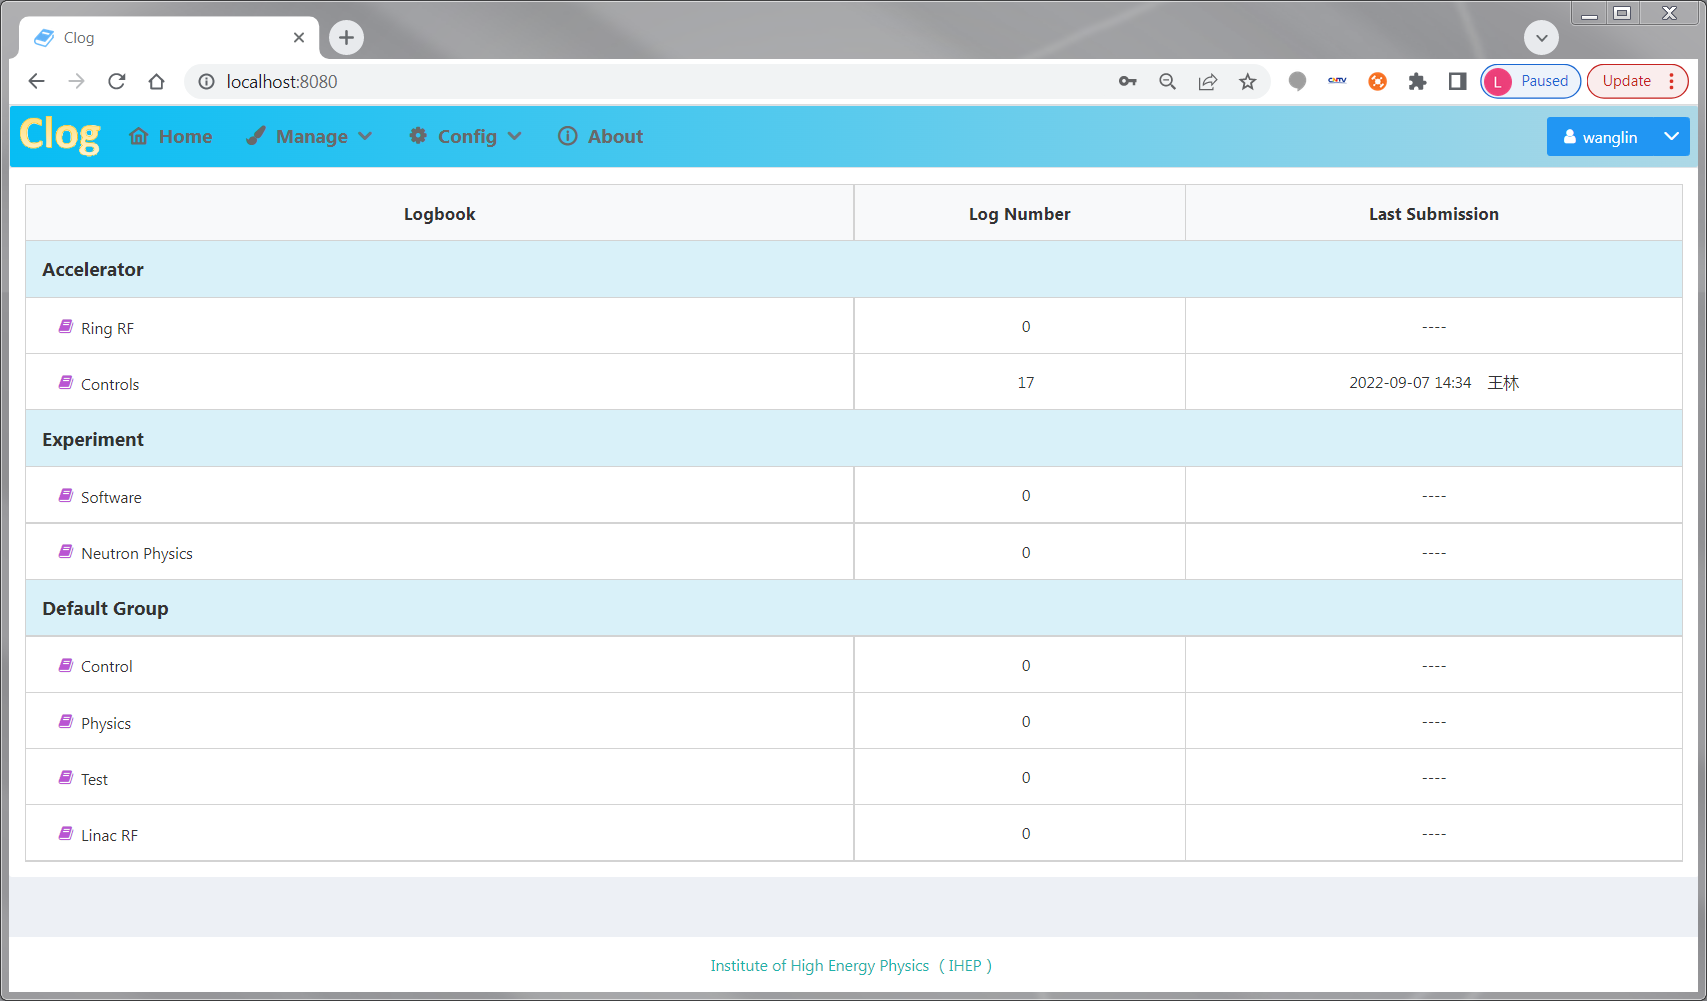 Clog
localhost:8080
L Paused Update
Clog Home Manage Config About wanglin
Logbook Log Number Last Submission
Accelerator
Ring RF 0 ----
Controls 17 2022-09-07 14:34 王林
Experiment
Software 0 ----
Neutron Physics 0 ----
Default Group
Control 0 ----
Physics 0 ----
Test 0 ----
Linac RF 0 ----
Institute of High Energy Physics ( IHEP )